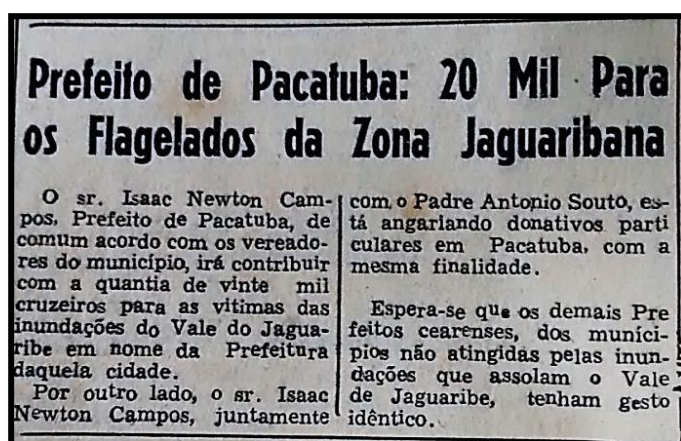 Prefeito de Pacatuba: 20 Mil Para
os Flagelados da Zona Jaguaribana
O sr. Isaac Newton Cam-
pos, Prefeito de Pacatuba, de
comum acordo com os vereado-
res do município, irá contribuir
com a quantia de vinte mil
cruzeiros para as vitimas das
inundações do Vale do Jagua-
ribe em nome da Prefeitura
daquela cidade.
Por outro lado, o sr. Isaac
Newton Campos, juntamente
com o Padre Antonio Souto, es-
tá angariando donativos parti
culares em Pacatuba, com a
mesma finalidade.
Espera-se que os demais Pre
feitos cearenses, dos municí-
pios não atingidas pelas inun-
dações que assolam o Vale
de Jaguaribe, tenham gesto
idêntico.